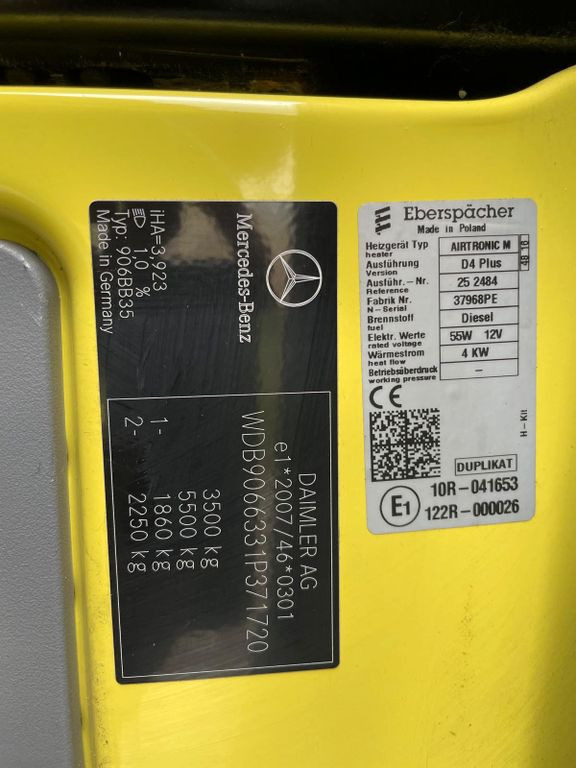 Mercedes-Benz
iHA=3,923
1,0 %
Typ: 906BB35
Made in Germany
DAIMLER AG
e1*2007/46*0301
WDB9066331P371720
3500 kg
5500 kg
1- 1860 kg
2- 2250 kg
Eberspächer
Made in Poland
Heizgerät Typ AIRTRONIC M
heater
Ausführung D4 Plus
Version
Ausführ.- Nr. 25 2484
Reference
Fabrik Nr. 37968PE
N-Serial
Brennstoff Diesel
fuel
Elektr. Werte 55W 12V
rated voltage
Wärmestrom 4 KW
heat flow
Betriebsüberdruck -
working pressure
CE
Kli - H
DUPLIKAT
E1
10R-041653
122R-000026